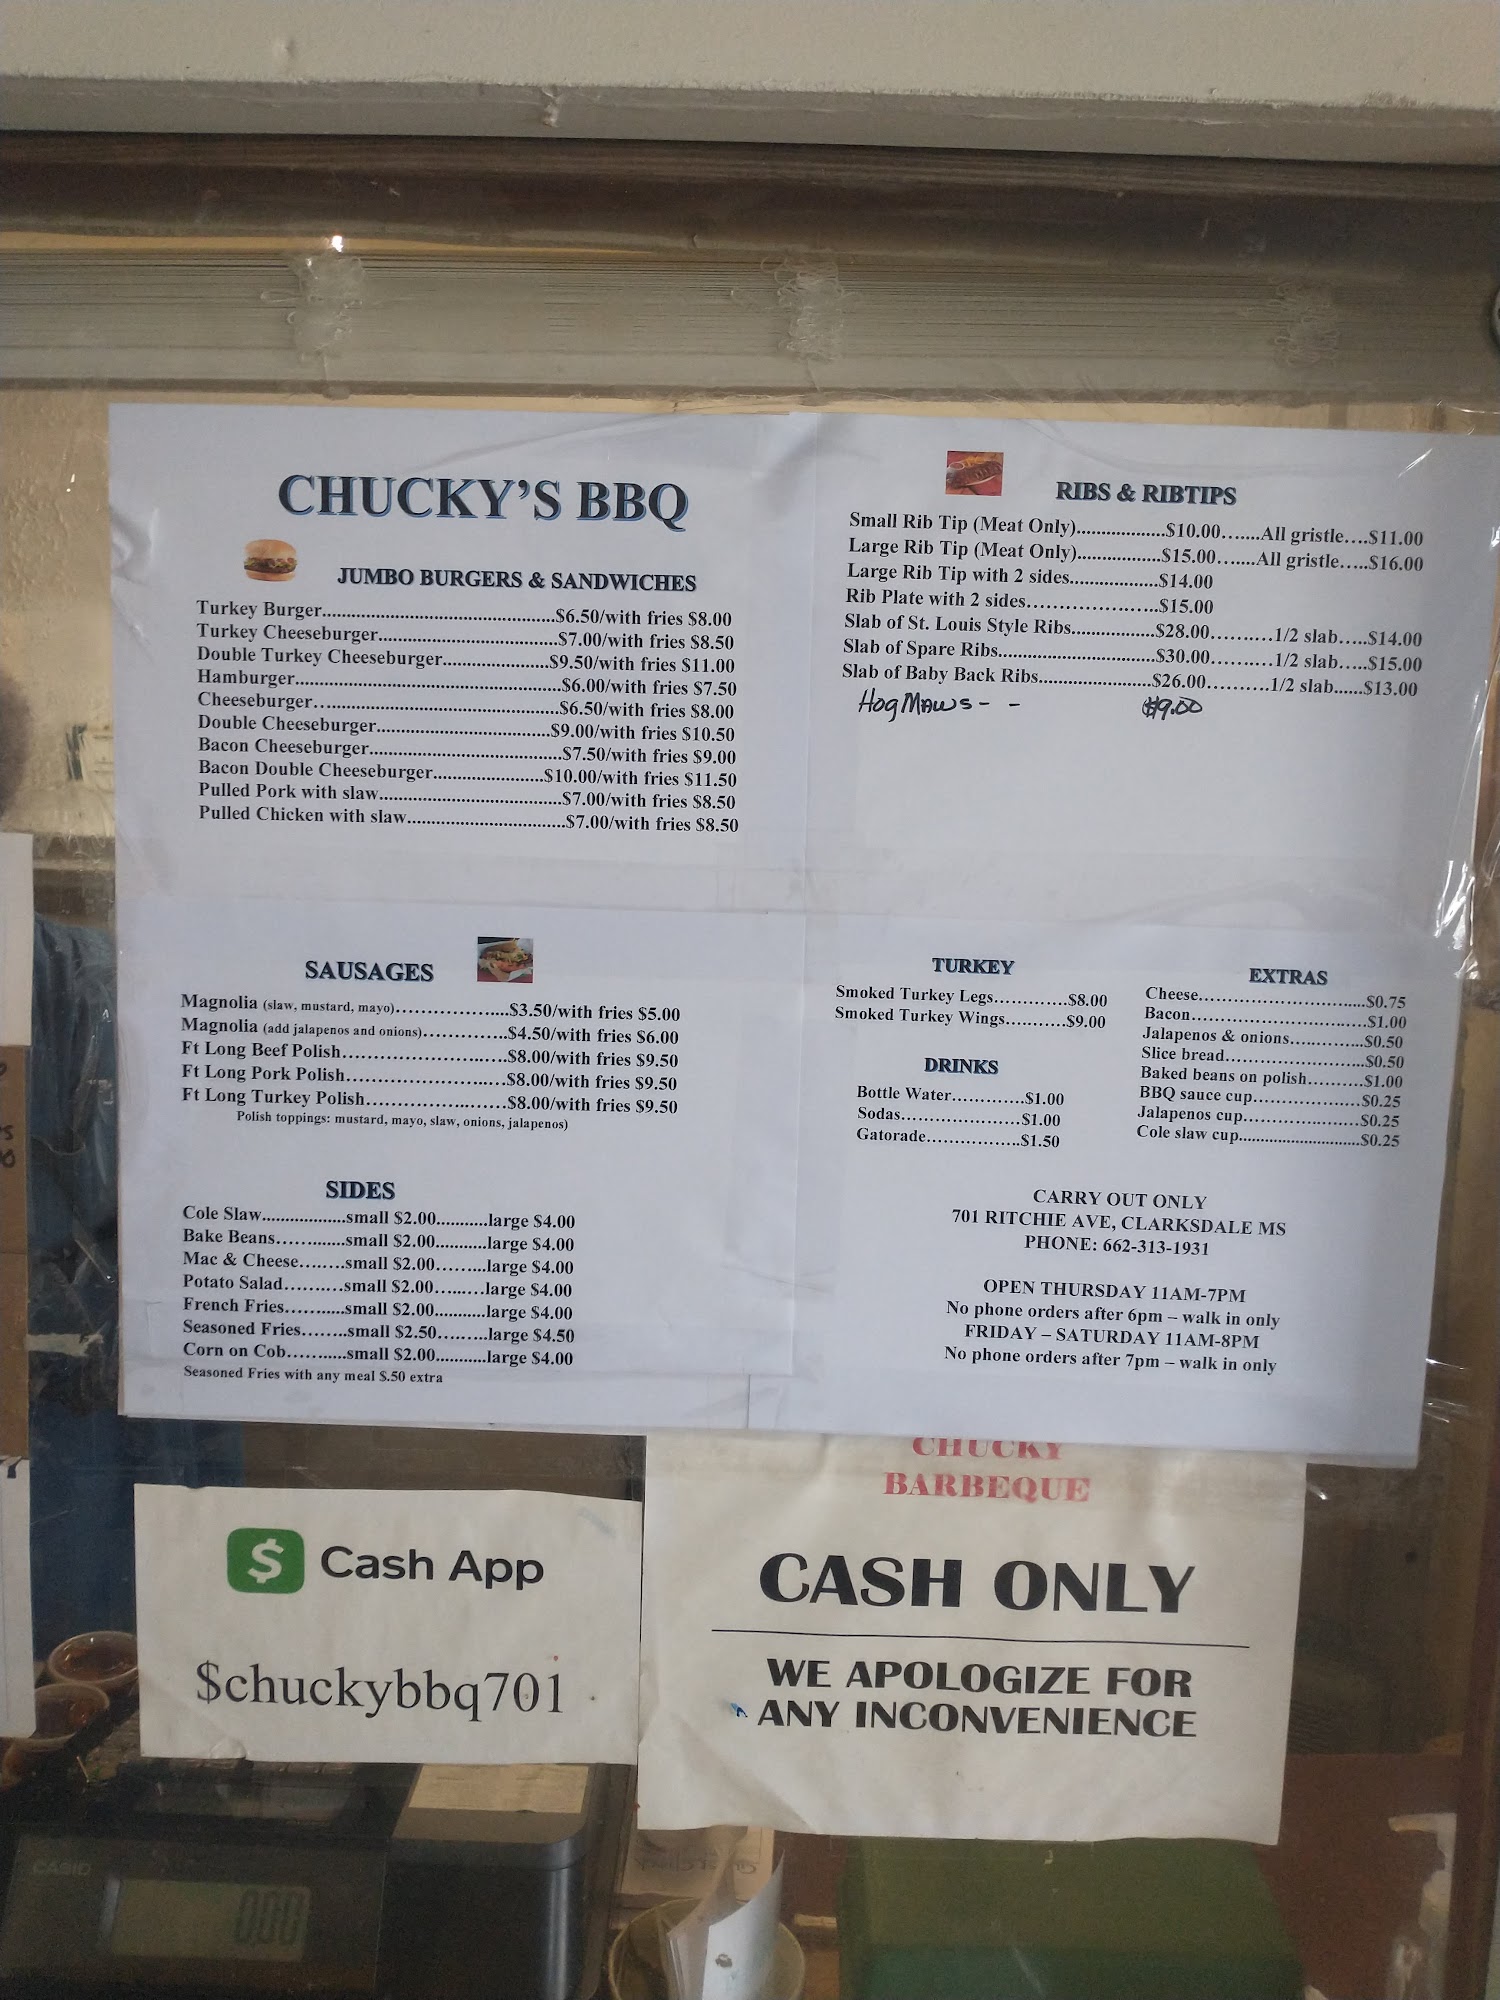 CHUCKY'S BBQ
JUMBO BURGERS & SANDWICHES
Turkey Burger..................................................$6.50/with fries $8.00
Turkey Cheeseburger.......................................$7.00/with fries $8.50
Double Turkey Cheeseburger.......................$9.50/with fries $11.00
Hamburger.........................................................$6.00/with fries $7.50
Cheeseburger.....................................................$6.50/with fries $8.00
Double Cheeseburger.....................................$9.00/with fries $10.50
Bacon Cheeseburger.........................................$7.50/with fries $9.00
Bacon Double Cheeseburger........................$10.00/with fries $11.50
Pulled Pork with slaw.......................................$7.00/with fries $8.50
Pulled Chicken with slaw..................................$7.00/with fries $8.50
RIBS & RIBTIPS
Small Rib Tip (Meat Only)...................$10.00…....All gristle….$11.00
Large Rib Tip (Meat Only)..................$15.00….…All gristle…..$16.00
Large Rib Tip with 2 sides...................$14.00
Rib Plate with 2 sides…………………..$15.00
Slab of St. Louis Style Ribs..................$28.00……….1/2 slab…..$14.00
Slab of Spare Ribs..................................$30.00……….1/2 slab…..$15.00
Slab of Baby Back Ribs.........................$26.00……….1/2 slab…...$13.00
Hog Maws - - $9.00
SAUSAGES
Magnolia (slaw, mustard, mayo)…………….…....$3.50/with fries $5.00
Magnolia (add jalapenos and onions)…………..$4.50/with fries $6.00
Ft Long Beef Polish………………….…..$8.00/with fries $9.50
Ft Long Pork Polish………………….….$8.00/with fries $9.50
Ft Long Turkey Polish……………..……$8.00/with fries $9.50
Polish toppings: mustard, mayo, slaw, onions, jalapenos)
SIDES
Cole Slaw..................small $2.00...........large $4.00
Bake Beans…….…...small $2.00...........large $4.00
Mac & Cheese……..small $2.00…...…large $4.00
Potato Salad….……small $2.00…...….large $4.00
French Fries………...small $2.00...........large $4.00
Seasoned Fries….…..small $2.50…..….large $4.50
Corn on Cob….……..small $2.00...........large $4.00
Seasoned Fries with any meal $.50 extra
TURKEY
Smoked Turkey Legs………….$8.00
Smoked Turkey Wings………..$9.00
DRINKS
Bottle Water………….$1.00
Sodas………………….$1.00
Gatorade……………..$1.50
EXTRAS
Cheese………………………......$0.75
Bacon………………………..….$1.00
Jalapenos & onions……….…..$0.50
Slice bread……………………..$0.50
Baked beans on polish……….$1.00
BBQ sauce cup………………..$0.25
Jalapenos cup………………...$0.25
Cole slaw cup............................$0.25
CARRY OUT ONLY
701 RITCHIE AVE, CLARKSDALE MS
PHONE: 662-313-1931
OPEN THURSDAY 11AM-7PM
No phone orders after 6pm – walk in only
FRIDAY – SATURDAY 11AM-8PM
No phone orders after 7pm – walk in only
$ Cash App
$chuckybbq701
CHUCKY
BARBEQUE
CASH ONLY
WE APOLOGIZE FOR
ANY INCONVENIENCE
CASIO
0.00